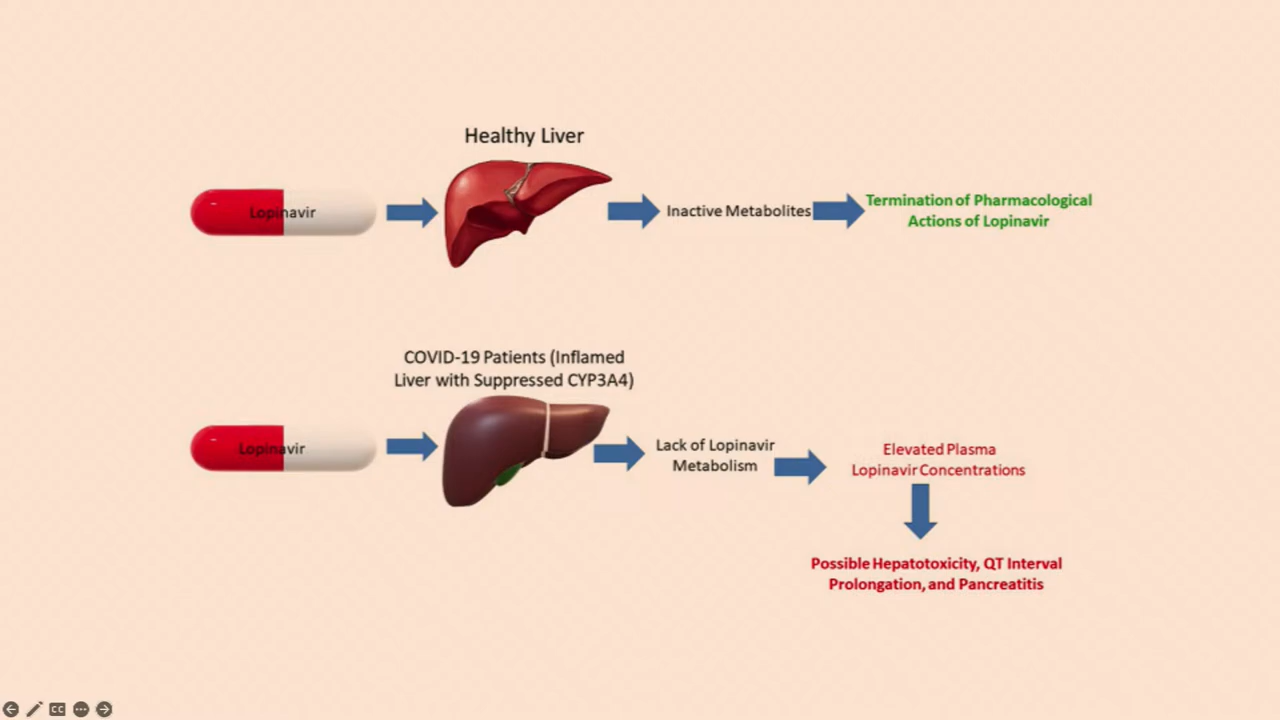 Healthy Liver
Lopinavir
Inactive Metabolites
Termination of Pharmacological
Actions of Lopinavir
COVID-19 Patients (Inflamed
Liver with Suppressed CYP3A4)
Lopinavir
Lack of Lopinavir
Metabolism
Elevated Plasma
Lopinavir Concentrations
Possible Hepatotoxicity, QT Interval
Prolongation, and Pancreatitis
CC